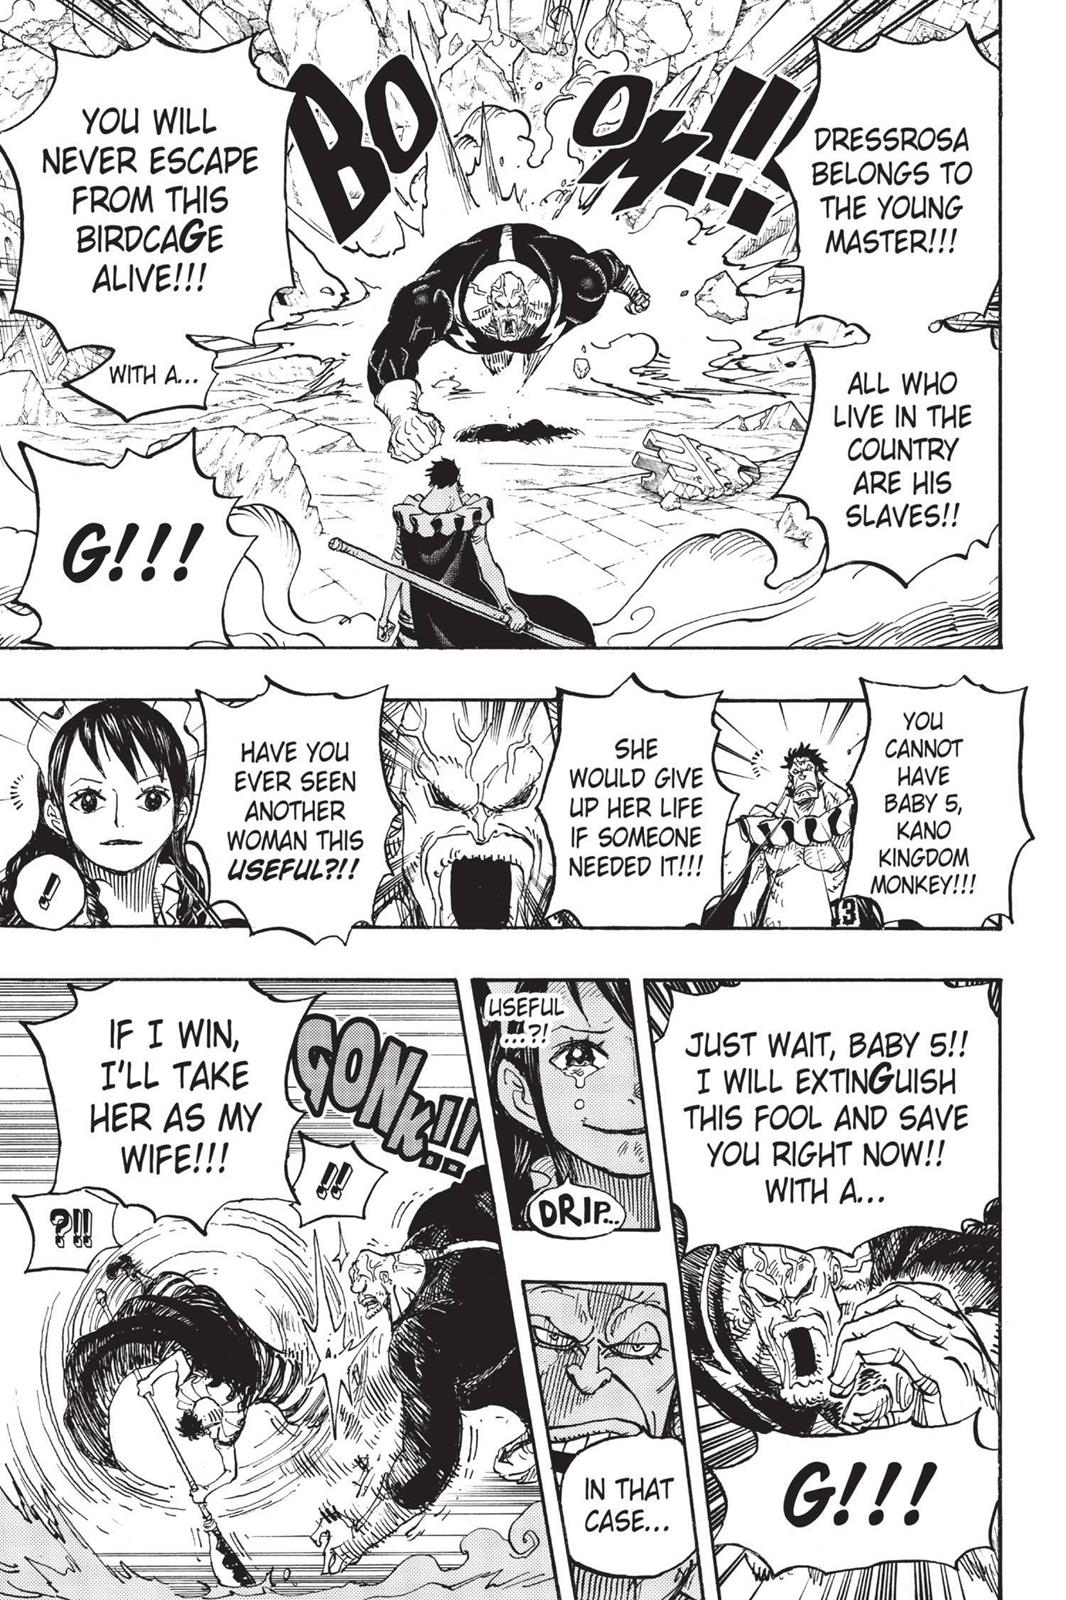 DRESSROSA
BELONGS TO
THE YOUNG
MASTER!!!
ALL WHO
LIVE IN THE
COUNTRY
ARE HIS
SLAVES!!
BOOM!!!
YOU WILL
NEVER ESCAPE
FROM THIS
BIRDCAGE
ALIVE!!!
WITH A...
G!!!
YOU
CANNOT
HAVE
BABY 5,
KANO
KINGDOM
MONKEY!!!
13
SHE
WOULD GIVE
UP HER LIFE
IF SOMEONE
NEEDED IT!!!
HAVE YOU
EVER SEEN
ANOTHER
WOMAN THIS
USEFUL?!!
!
JUST WAIT, BABY 5!!
I WILL EXTINGUISH
THIS FOOL AND SAVE
YOU RIGHT NOW!!
WITH A...
G!!!
USEFUL
...?!
DRIP...
IN THAT
CASE...
IF I WIN,
I'LL TAKE
HER AS MY
WIFE!!!
GONK!!
!!
?!!